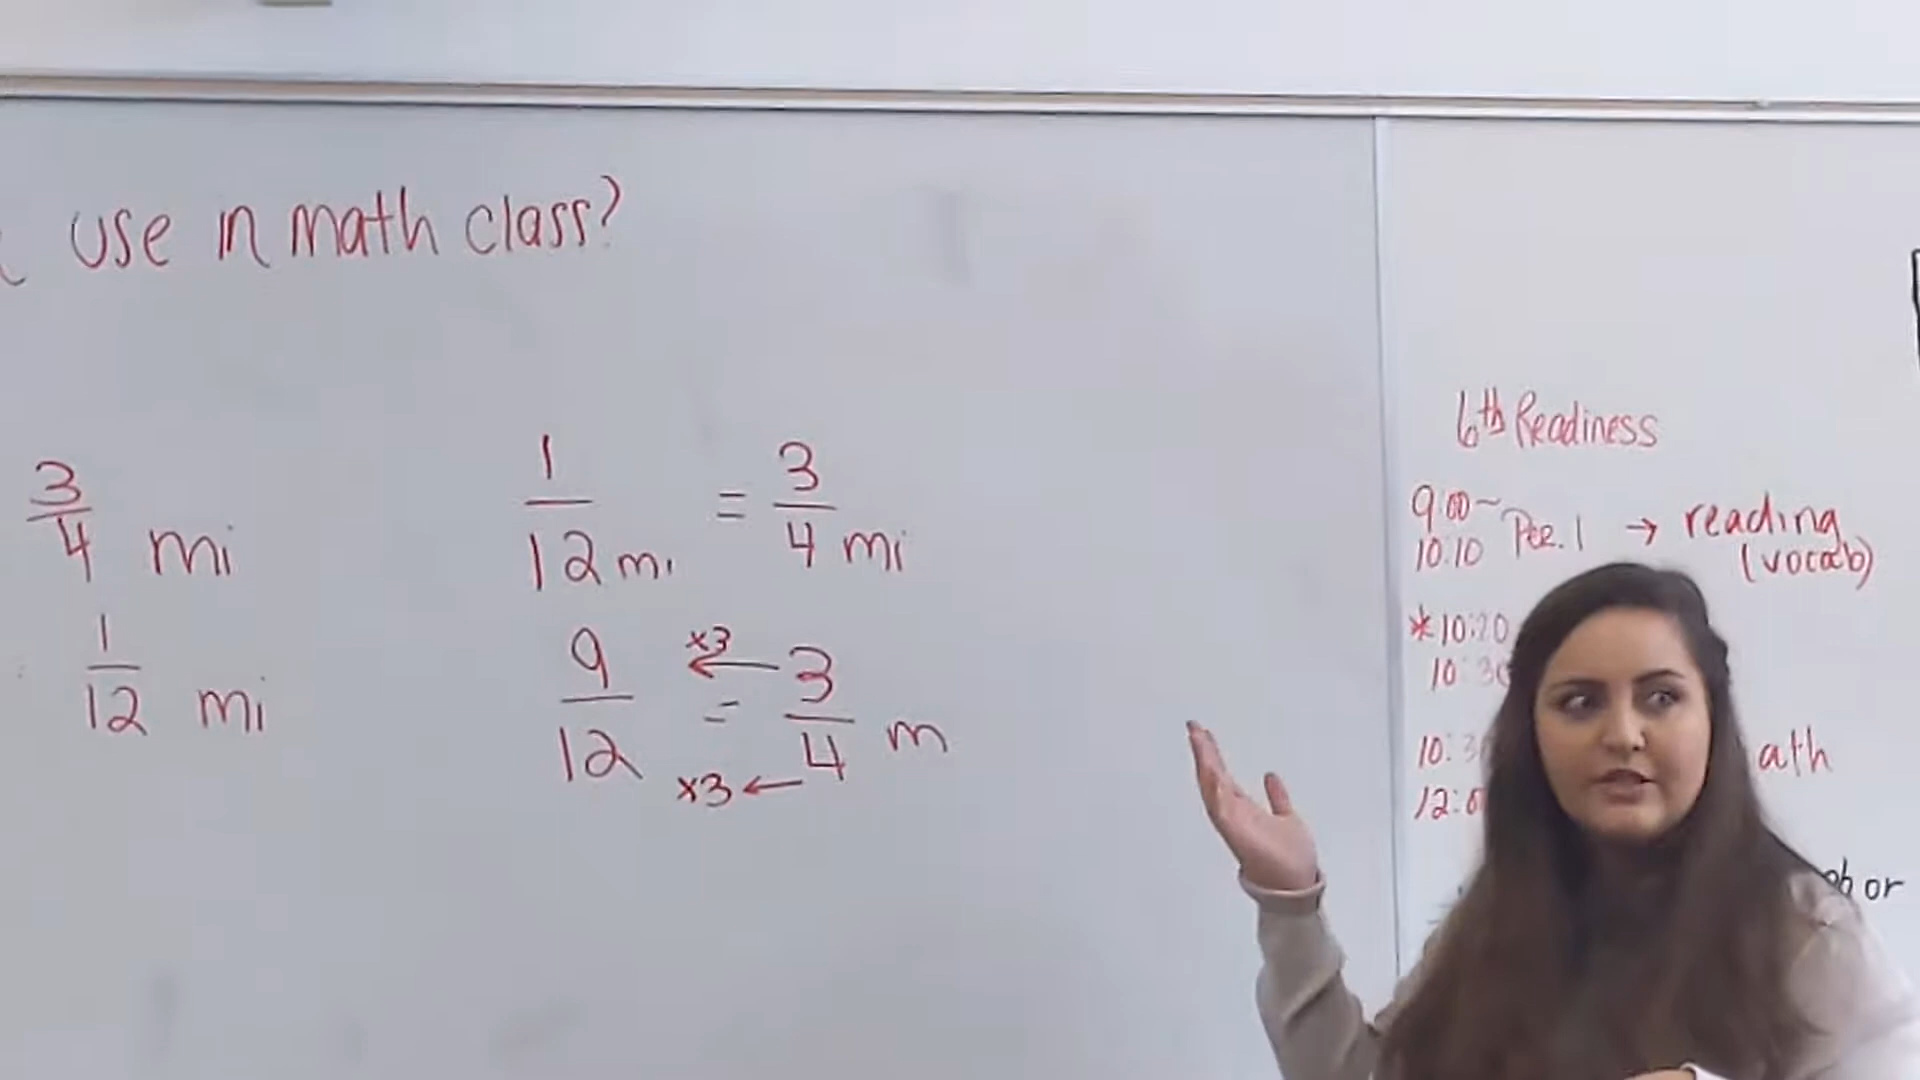 use in math class?
3/4 mi
1/12 mi
1/12 mi = 3/4 mi
×3 ←
9/12 = 3/4 m
×3 ←
6th Readiness
9:00~ Per. 1 → reading
10:10 (vocab)
*10:20
10:30
10:3
12:0
ath
or